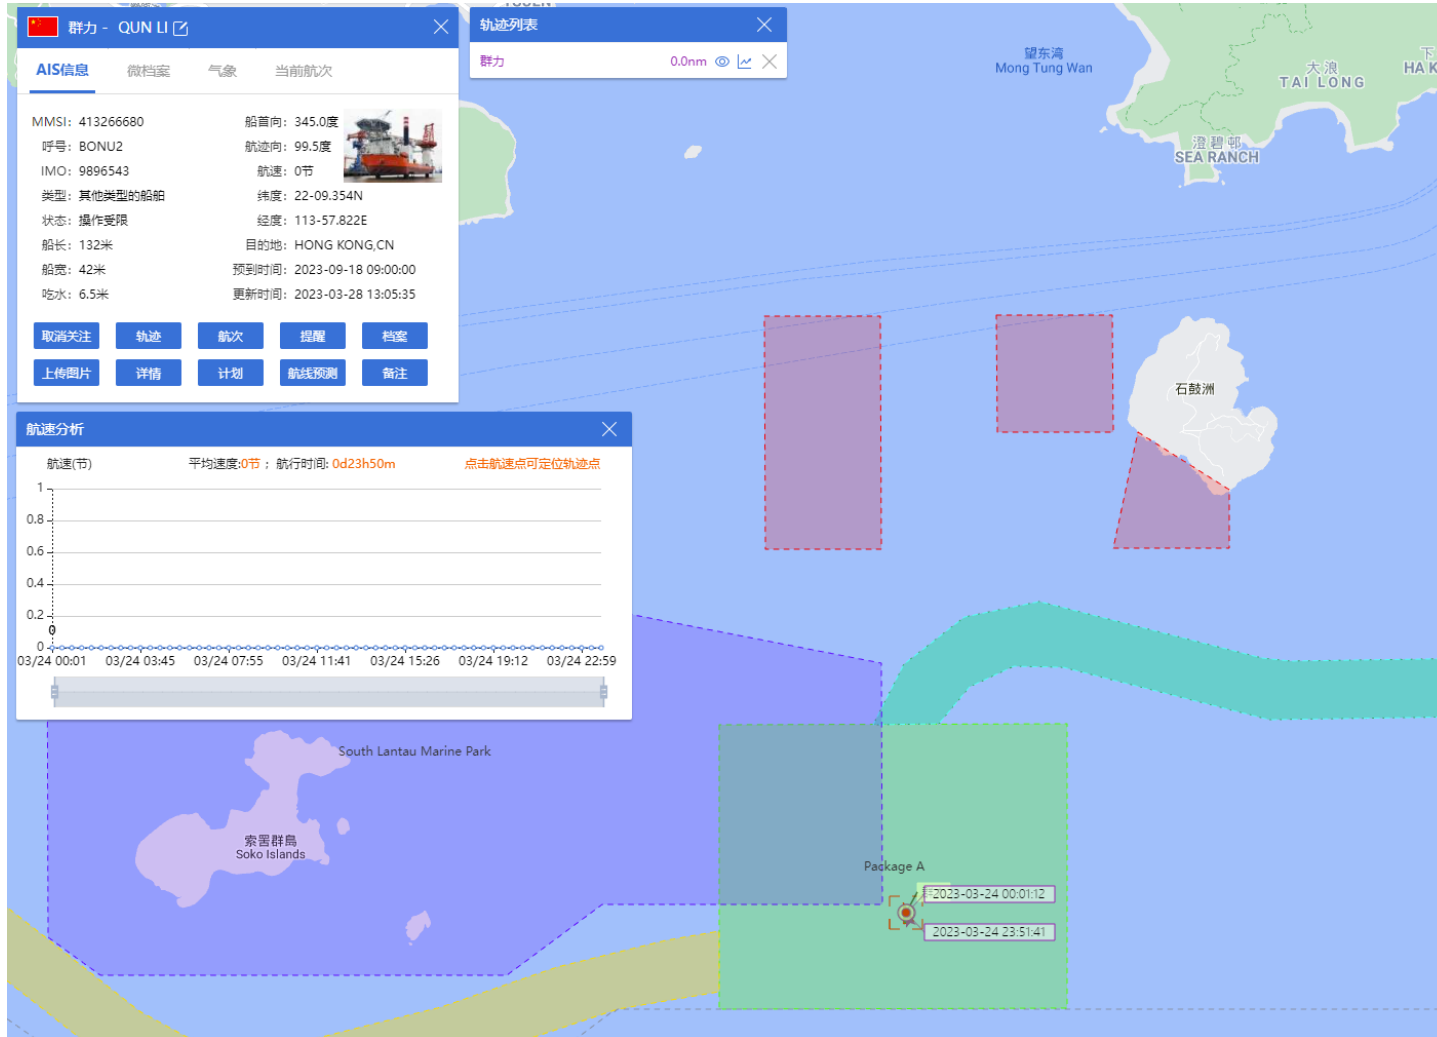 群力 - QUN LI
AIS信息 微档案 气象 当前航次
MMSI: 413266680 船首向: 345.0度
呼号: BONU2 航迹向: 99.5度
IMO: 9896543 航速: 0节
类型: 其他类型的船舶 纬度: 22-09.354N
状态: 操作受限 经度: 113-57.822E
船长: 132米 目的地: HONG KONG,CN
船宽: 42米 预到时间: 2023-09-18 09:00:00
吃水: 6.5米 更新时间: 2023-03-28 13:05:35
取消关注 轨迹 航次 提醒 档案
上传图片 详情 计划 航线预测 备注
轨迹列表
群力 0.0nm
航速分析
航速(节) 平均速度:0节 ; 航行时间: 0d23h50m 点击航速点可定位轨迹点
1
0.8
0.6
0.4
0.2
0
0
03/24 00:01 03/24 03:45 03/24 07:55 03/24 11:41 03/24 15:26 03/24 19:12 03/24 22:59
望东湾
Mong Tung Wan
大浪
TAI LONG
下
HA K
澄碧邨
SEA RANCH
石鼓洲
South Lantau Marine Park
索罟群島
Soko Islands
Package A
2023-03-24 00:01:12
2023-03-24 23:51:41